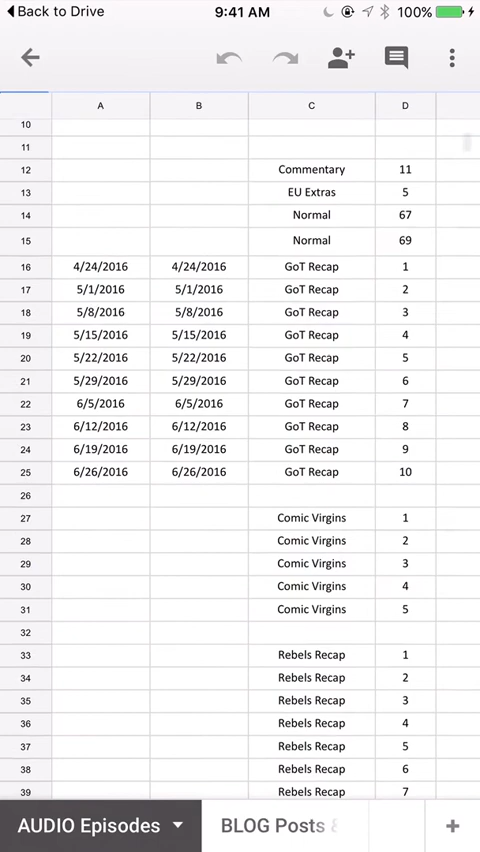 Back to Drive 9:41 AM 100%
A B C D
10
11
12 Commentary 11
13 EU Extras 5
14 Normal 67
15 Normal 69
16 4/24/2016 4/24/2016 GoT Recap 1
17 5/1/2016 5/1/2016 GoT Recap 2
18 5/8/2016 5/8/2016 GoT Recap 3
19 5/15/2016 5/15/2016 GoT Recap 4
20 5/22/2016 5/22/2016 GoT Recap 5
21 5/29/2016 5/29/2016 GoT Recap 6
22 6/5/2016 6/5/2016 GoT Recap 7
23 6/12/2016 6/12/2016 GoT Recap 8
24 6/19/2016 6/19/2016 GoT Recap 9
25 6/26/2016 6/26/2016 GoT Recap 10
26
27 Comic Virgins 1
28 Comic Virgins 2
29 Comic Virgins 3
30 Comic Virgins 4
31 Comic Virgins 5
32
33 Rebels Recap 1
34 Rebels Recap 2
35 Rebels Recap 3
36 Rebels Recap 4
37 Rebels Recap 5
38 Rebels Recap 6
39 Rebels Recap 7
AUDIO Episodes BLOG Posts &